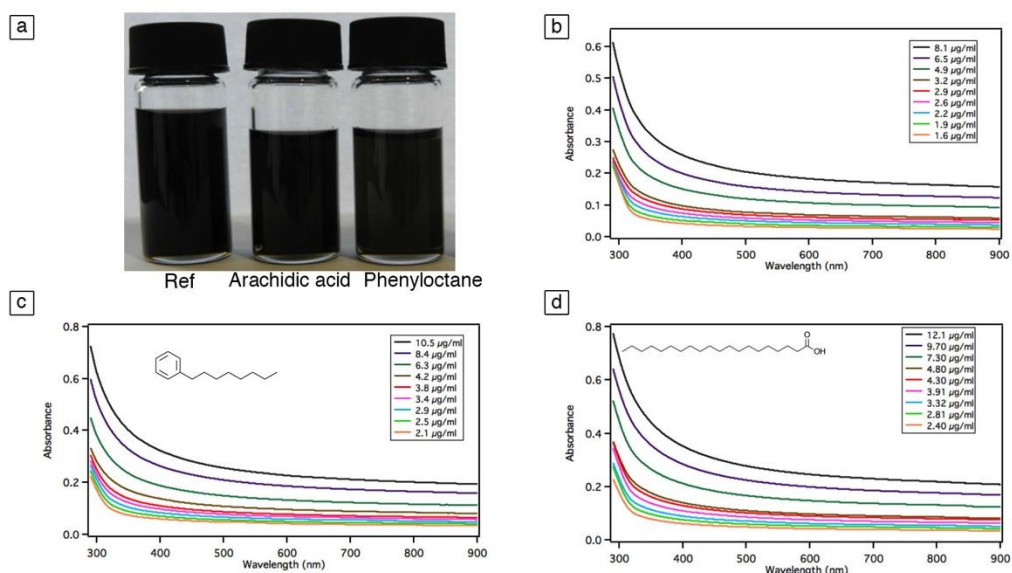 a
Ref Arachidic acid Phenyloctane
b
0.6
0.5
0.4
0.3
0.2
0.1
0.0
Absorbance
300 400 500 600 700 800 900
Wavelength (nm)
8.1 µg/ml
6.5 µg/ml
4.9 µg/ml
3.2 µg/ml
2.9 µg/ml
2.6 µg/ml
2.2 µg/ml
1.9 µg/ml
1.6 µg/ml
c
0.8
0.6
0.4
0.2
0.0
Absorbance
300 400 500 600 700 800 900
Wavelength (nm)
10.5 µg/ml
8.4 µg/ml
6.3 µg/ml
4.2 µg/ml
3.8 µg/ml
3.4 µg/ml
2.9 µg/ml
2.5 µg/ml
2.1 µg/ml
d
0.8
0.6
0.4
0.2
0.0
Absorbance
300 400 500 600 700 800 900
Wavelength (nm)
O
OH
12.1 µg/ml
9.70 µg/ml
7.30 µg/ml
4.80 µg/ml
4.30 µg/ml
3.91 µg/ml
3.32 µg/ml
2.81 µg/ml
2.40 µg/ml